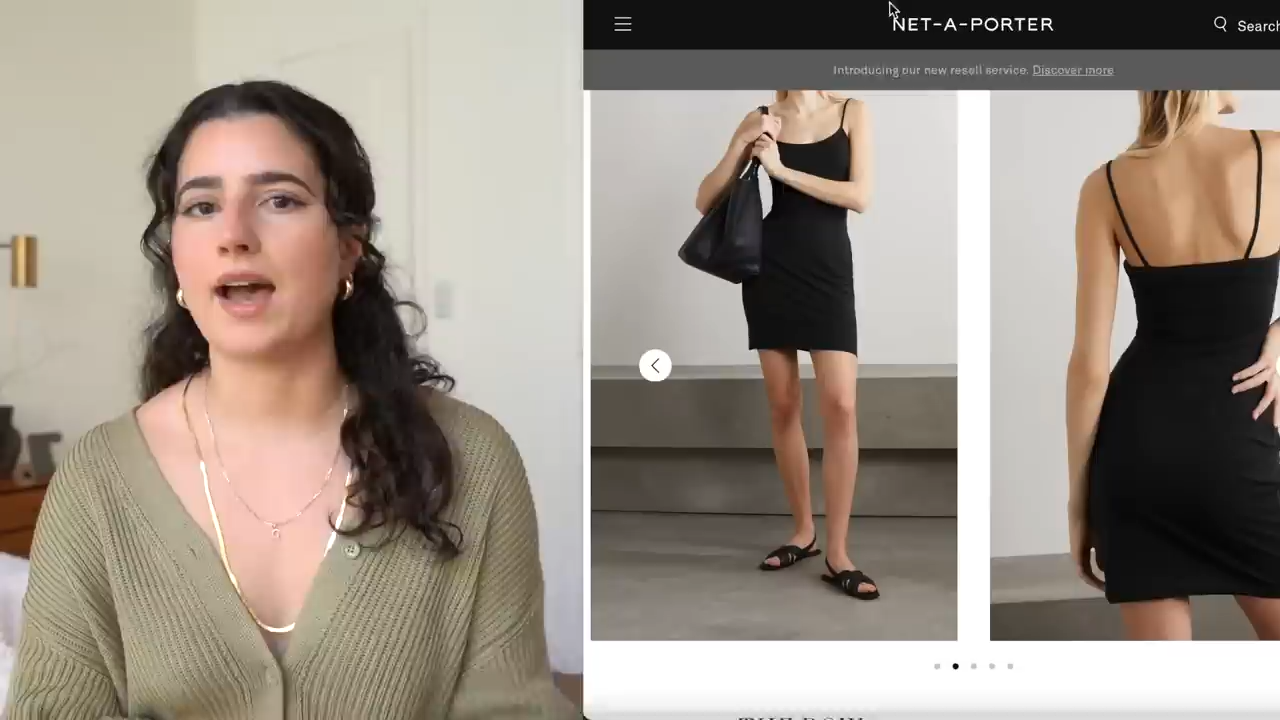 NET-A-PORTER
Search
Introducing our new resell service. Discover more